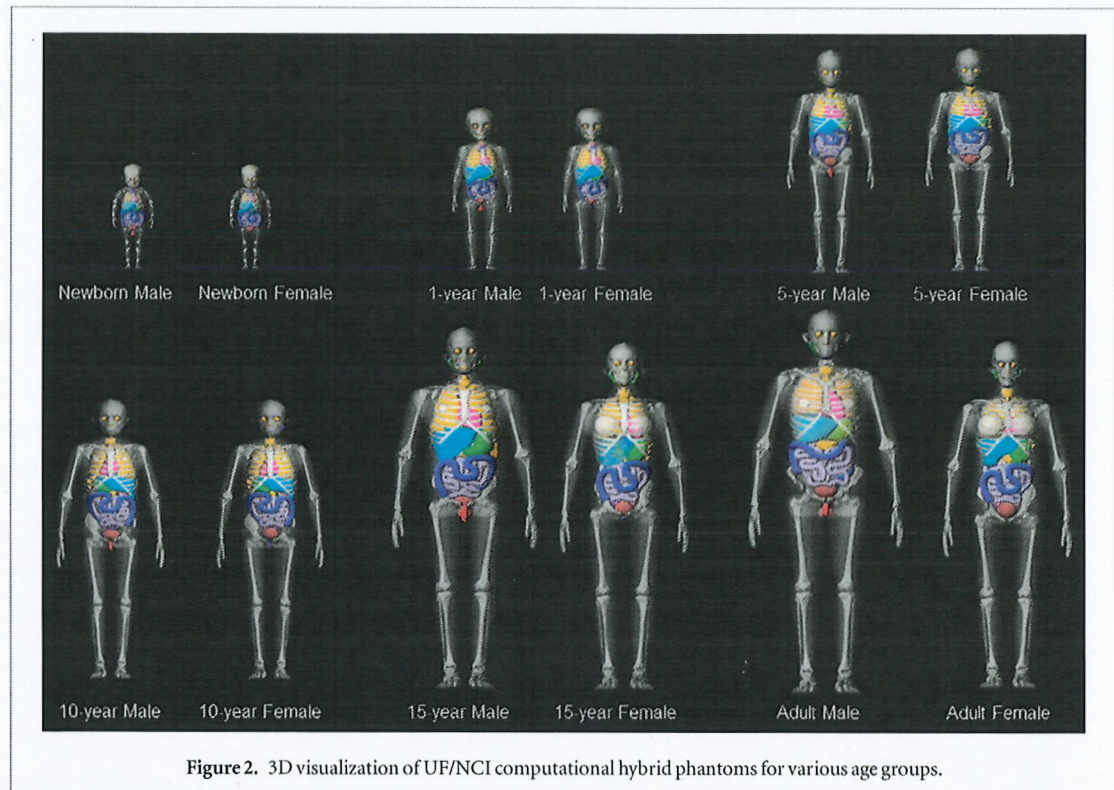 Newborn Male Newborn Female 1-year Male 1-year Female 5-year Male 5-year Female
10-year Male 10-year Female 15-year Male 15-year Female Adult Male Adult Female
Figure 2. 3D visualization of UF/NCI computational hybrid phantoms for various age groups.